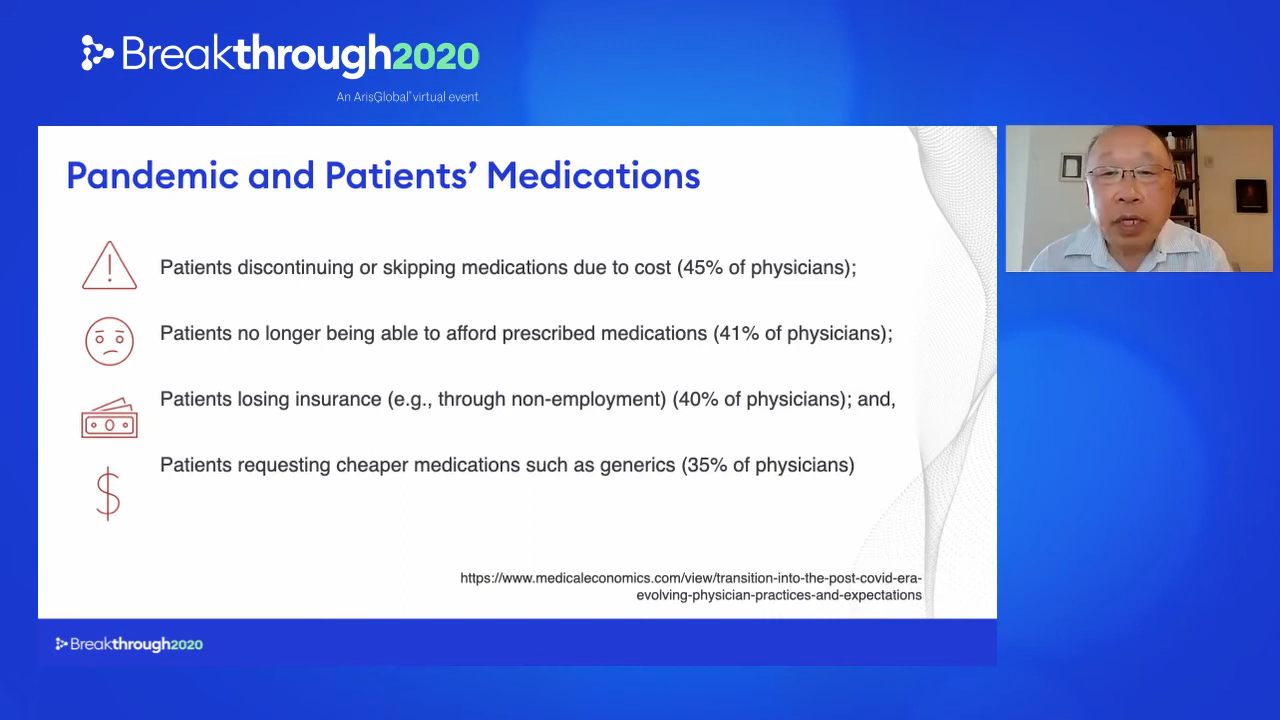 Breakthrough2020
An ArisGlobal® virtual event
Pandemic and Patients’ Medications
Patients discontinuing or skipping medications due to cost (45% of physicians);
Patients no longer being able to afford prescribed medications (41% of physicians);
Patients losing insurance (e.g., through non-employment) (40% of physicians); and,
Patients requesting cheaper medications such as generics (35% of physicians)
https://www.medicaleconomics.com/view/transition-into-the-post-covid-era-
evolving-physician-practices-and-expectations
Breakthrough2020